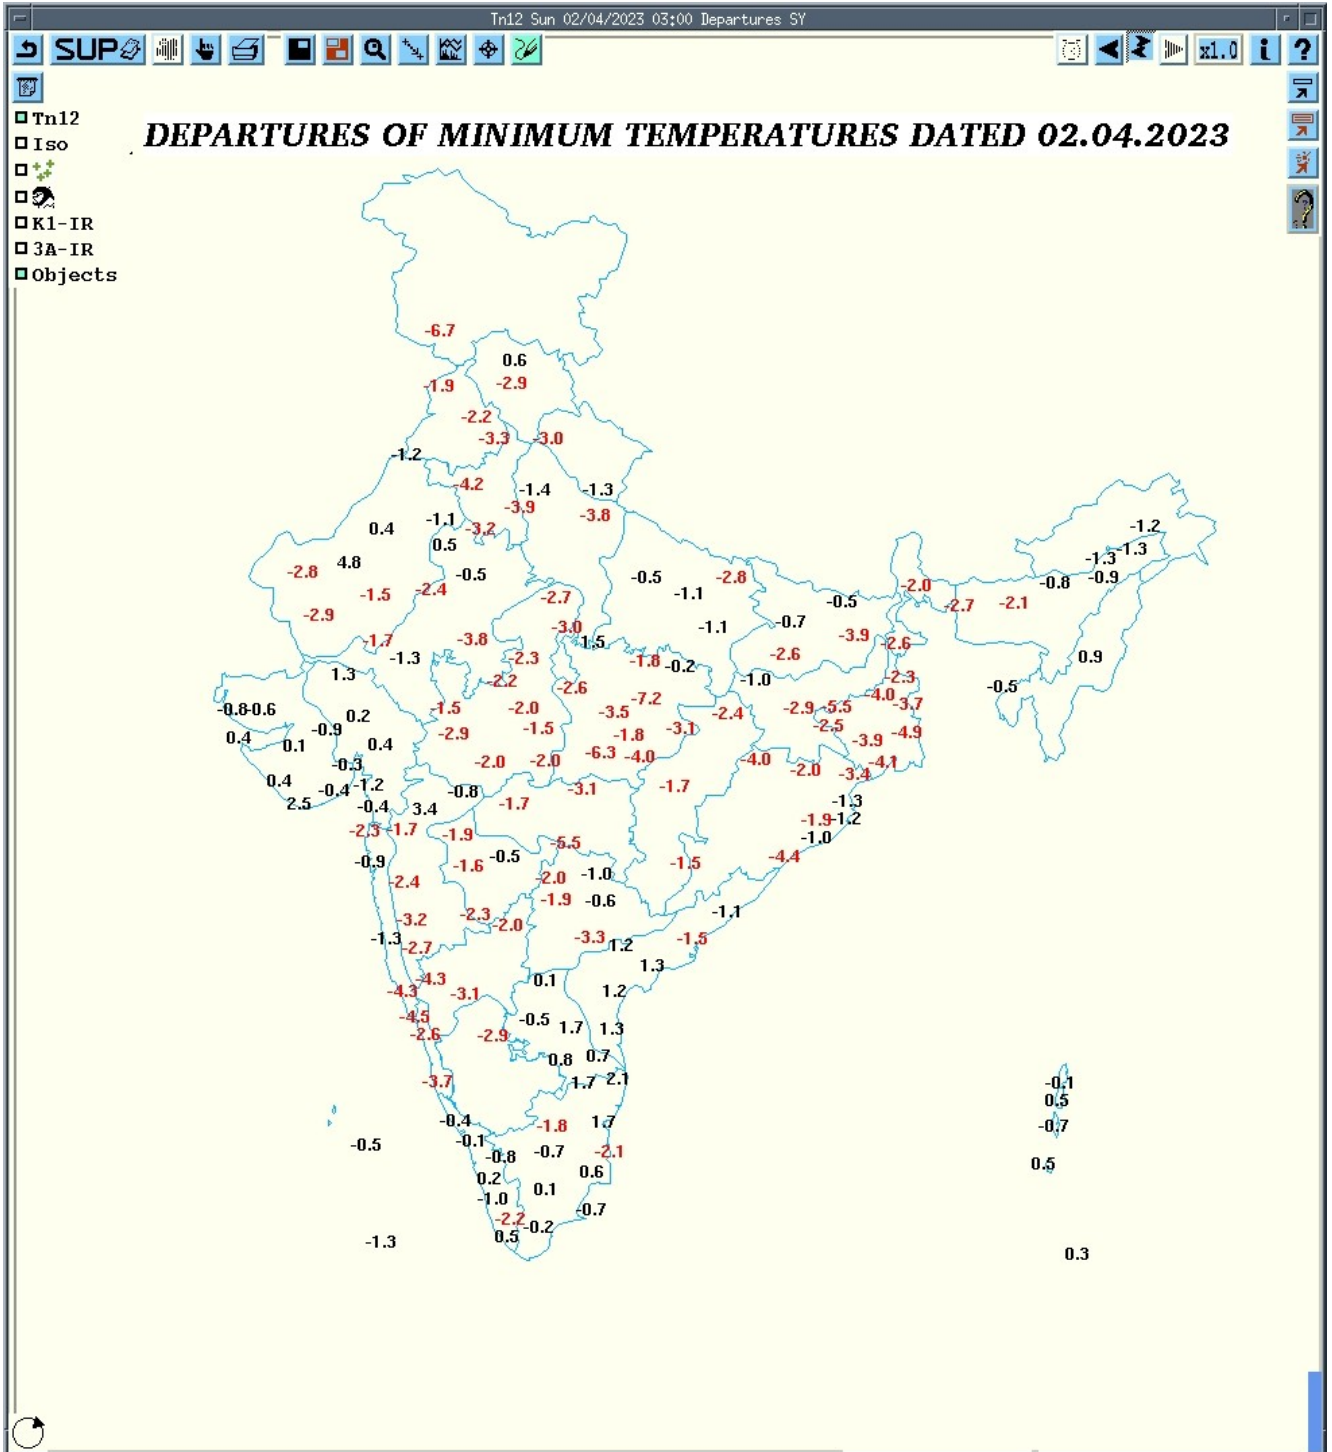 Tn12 Sun 02/04/2023 03:00 Departures SY
SUP
x1.0
i
?
Tn12
DEPARTURES OF MINIMUM TEMPERATURES DATED 02.04.2023
Iso
K1-IR
3A-IR
Objects
-6.7
0.6
-1.9 -2.9
-2.2
-3.3 -3.0
-1.2
-4.2 -1.4 -1.3
-3.9
0.4 -1.1 -3.2 -3.8 -1.2
0.5 -1.3
4.8 -1.3
-2.8 -0.5 -0.5 -2.8 -0.8 -0.9
-1.5 -2.4 -2.7 -1.1 -0.5 -2.0 -2.7 -2.1
-2.9 -3.0 -1.1 -0.7
-1.7 -3.8 1.5 -3.9 -2.6
-1.3 -2.3 -1.8 -0.2 -2.6 0.9
1.3 -2.2 -2.6 -1.0 -2.3 -0.5
-0.8 -0.6 -1.5 -2.0 -7.2 -4.0 -3.7
0.2 -3.5 -2.4 -2.9 -5.5
-0.9 -2.9 -1.5 -1.8 -3.1 -2.5 -4.9
0.4 0.1 0.4 -3.9
-0.3 -2.0 -2.0 -6.3 -4.0 -4.0 -2.0 -4.1
0.4 -0.4 -1.2 -0.8 -3.1 -1.7 -3.4
2.5 -0.4 3.4 -1.7 -1.3
-2.3 -1.7 -1.9 -1.9 -1.2
-5.5 -1.0
-0.9 -1.6 -0.5 -1.5 -4.4
-2.4 -2.0 -1.0
-1.9 -0.6
-3.2 -2.3 -2.0 -1.1
-1.3 -2.7 -3.3 1.2 -1.5
1.3
-4.3 0.1
-4.3 -3.1 1.2
-4.5 -0.5 1.7 1.3
-2.6 -2.9
0.8 0.7
-3.7 1.7 2.1 -0.1
0.5
-0.4 -1.8 1.7 -0.7
-0.5 -0.1 -0.8 -0.7 -2.1
0.2 0.6 0.5
-1.0 0.1
-2.2 -0.7
-0.2
-1.3 0.5 0.3